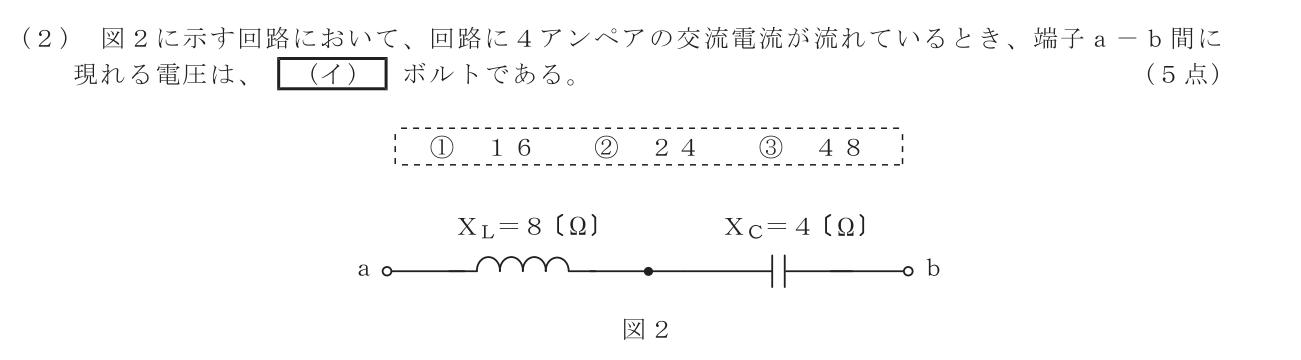 （２） 図２に示す回路において、回路に４アンペアの交流電流が流れているとき、端子ａ－ｂ間に
現れる電圧は、 （イ） ボルトである。 （５点）
① １６ ② ２４ ③ ４８
ＸL＝８〔Ω〕 ＸC＝４〔Ω〕
ａ ｂ
図２